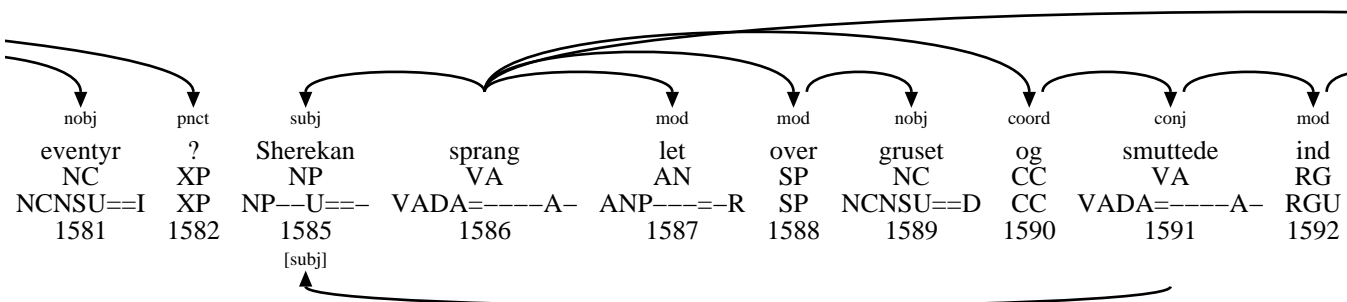 nobj pnct subj mod mod nobj coord conj mod
eventyr ? Sherekan sprang let over gruset og smuttede ind
NC XP NP VA AN SP NC CC VA RG
NCNSU==I XP NP−−U==− VADA=−−−−A− ANP−−−=−R SP NCNSU==D CC VADA=−−−−A− RGU
1581 1582 1585 1586 1587 1588 1589 1590 1591 1592
[subj]